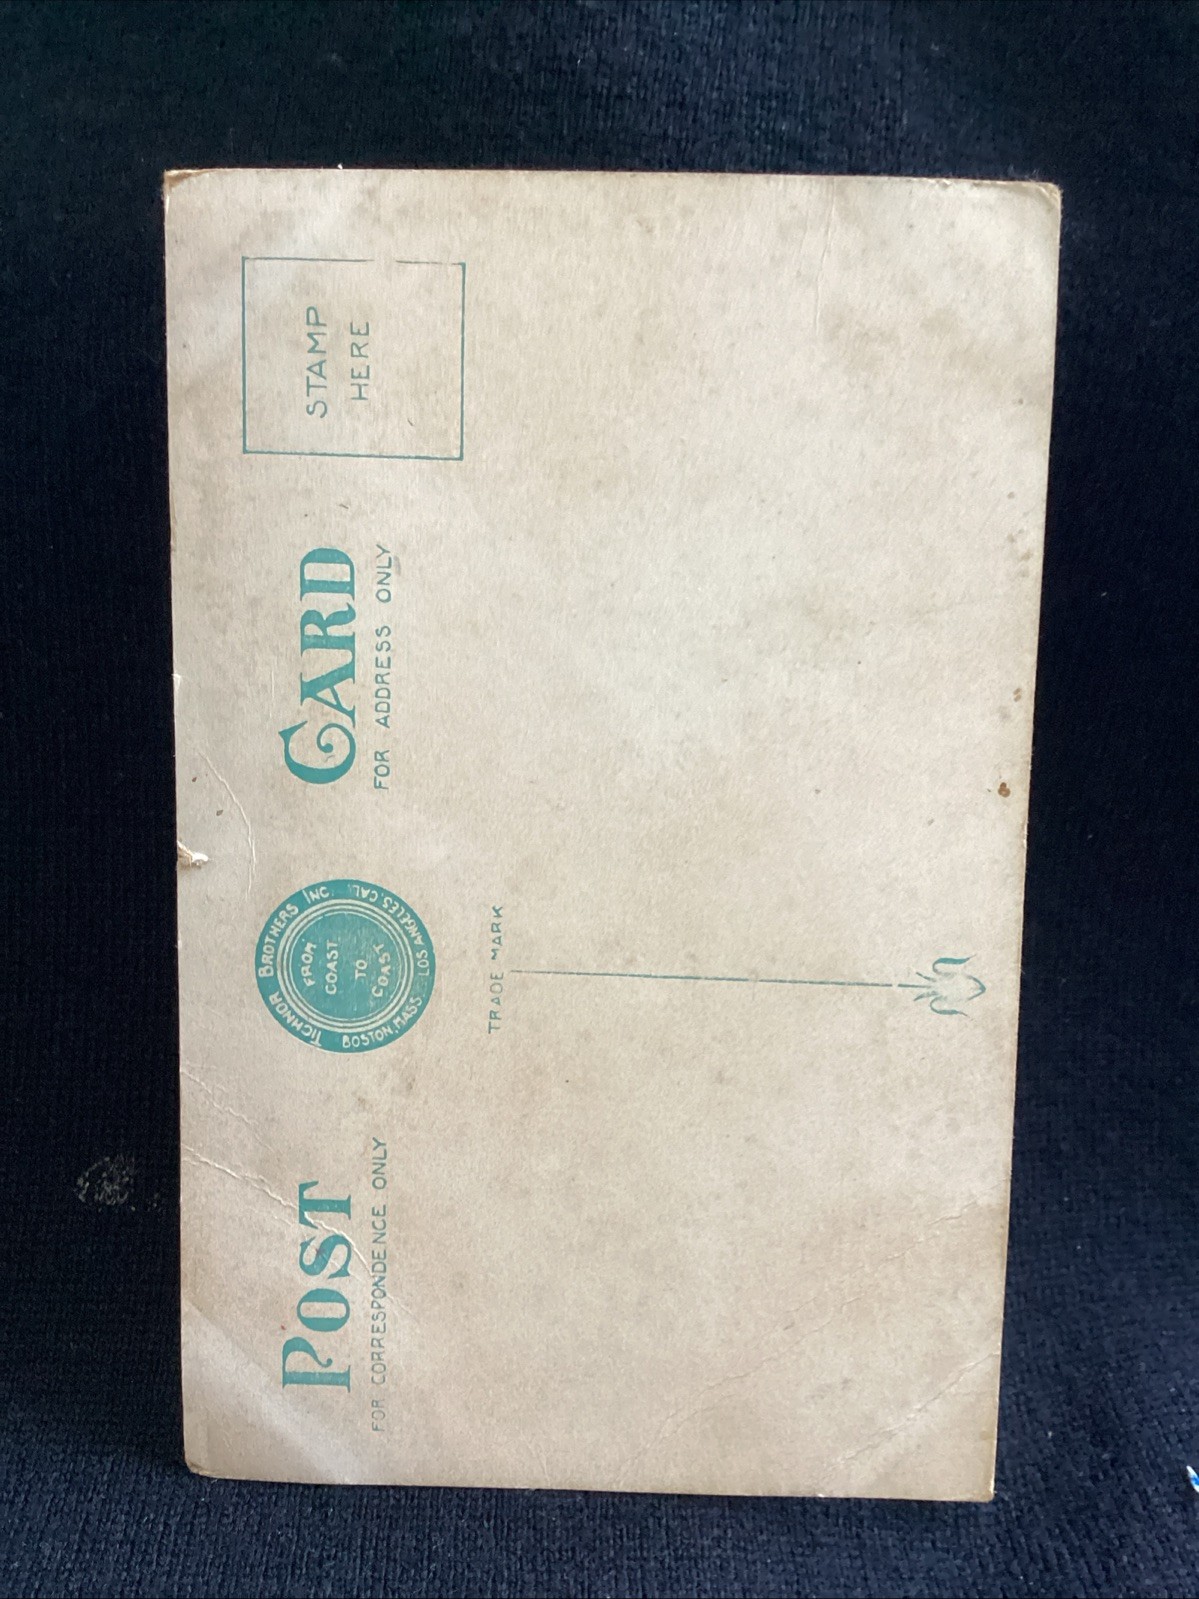 POST CARD
TICHNOR BROTHERS INC.
BOSTON, MASS. LOS ANGELES, CAL.
FROM
COAST
TO
COAST
STAMP
HERE
FOR CORRESPONDENCE ONLY
FOR ADDRESS ONLY
TRADE MARK